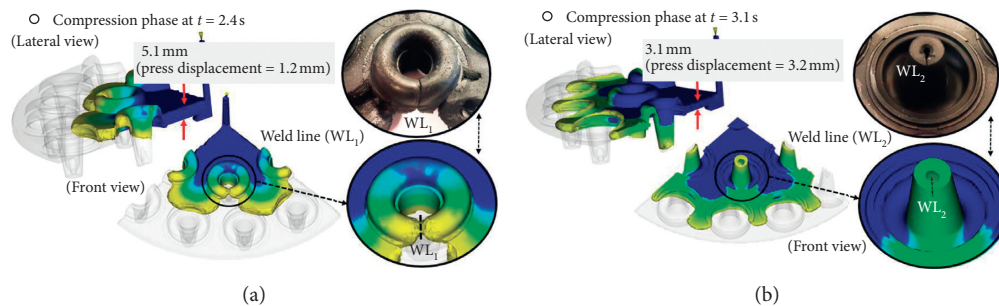 Compression phase at t = 2.4 s
(Lateral view)
5.1 mm
(press displacement = 1.2 mm)
WL1
Weld line (WL1)
(Front view)
WL1
(a)
Compression phase at t = 3.1 s
(Lateral view)
3.1 mm
(press displacement = 3.2 mm)
WL2
Weld line (WL2)
WL2
(Front view)
(b)